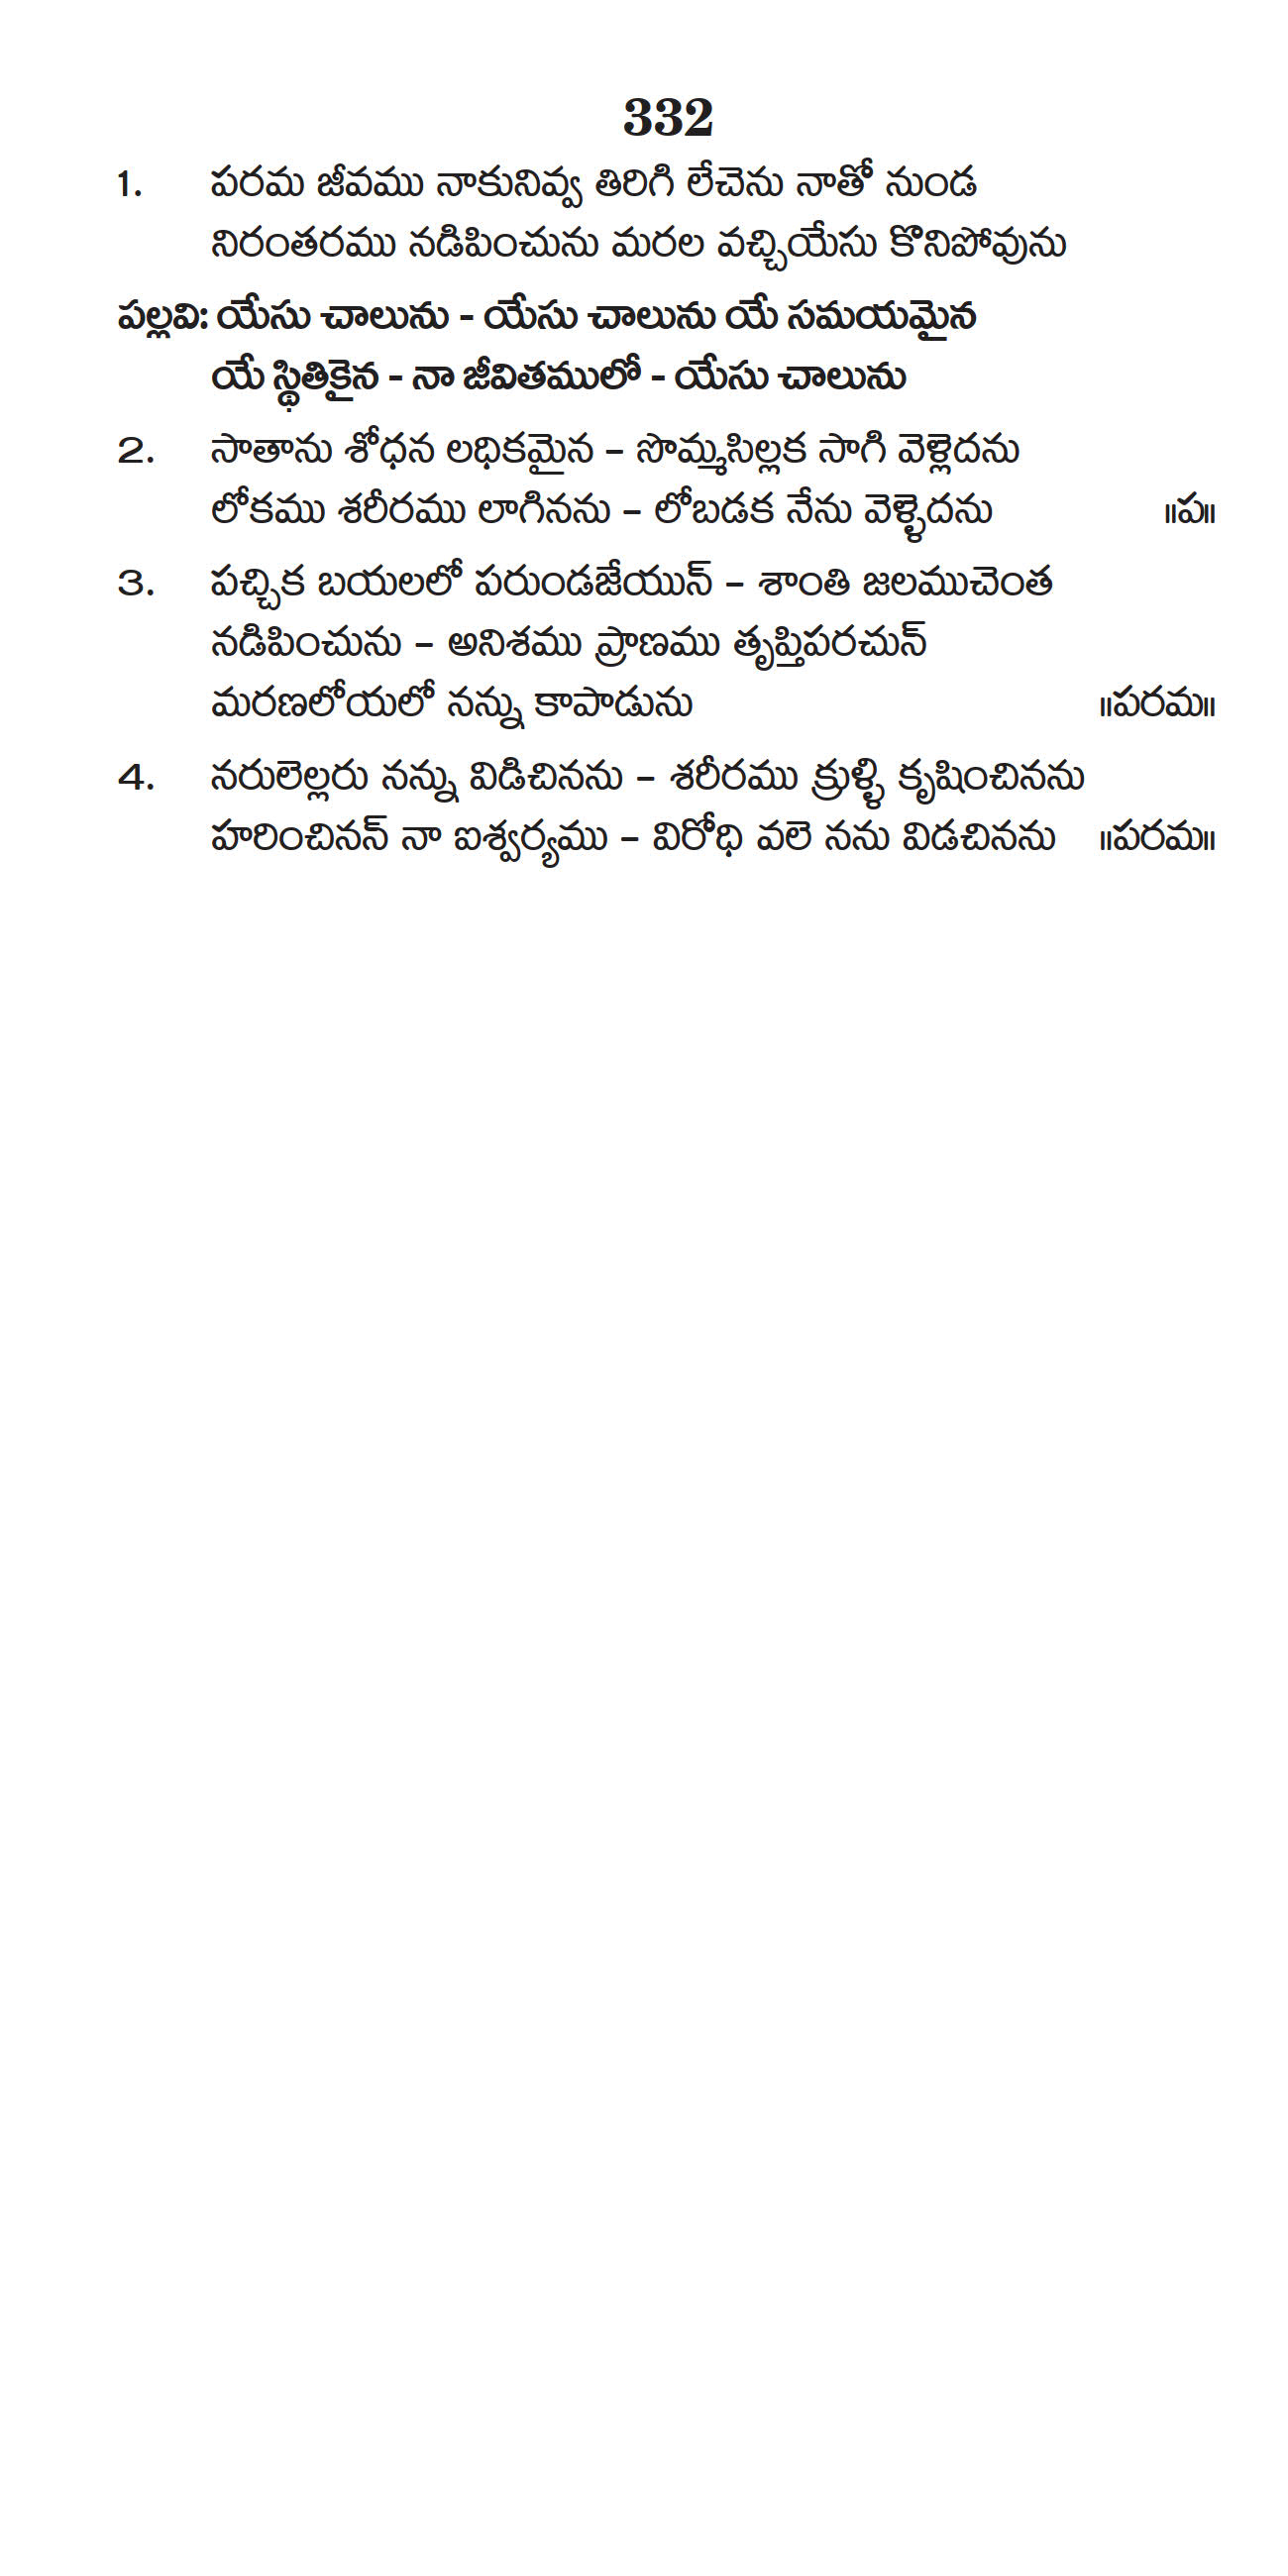 332
1. పరమ జీవము నాకునివ్వ తిరిగి లేచెను నాతో నుండ
నిరంతరము నడిపించును మరల వచ్చియేసు కొనిపోవును
పల్లవి: యేసు చాలును - యేసు చాలును యే సమయమైన
యే స్థితికైన - నా జీవితములో - యేసు చాలును
2. సాతాను శోధన లధికమైన – సొమ్మసిల్లక సాగి వెళ్లెదను
లోకము శరీరము లాగినను – లోబడక నేను వెళ్ళెదను ॥ప॥
3. పచ్చిక బయలలో పరుండజేయున్ – శాంతి జలముచెంత
నడిపించును – అనిశము ప్రాణము తృప్తిపరచున్
మరణలోయలో నన్ను కాపాడును ॥పరమ॥
4. నరులెల్లరు నన్ను విడిచినను – శరీరము క్రుళ్ళి కృషించినను
హరించినన్ నా ఐశ్వర్యము – విరోధి వలె నను విడచినను ॥పరమ॥